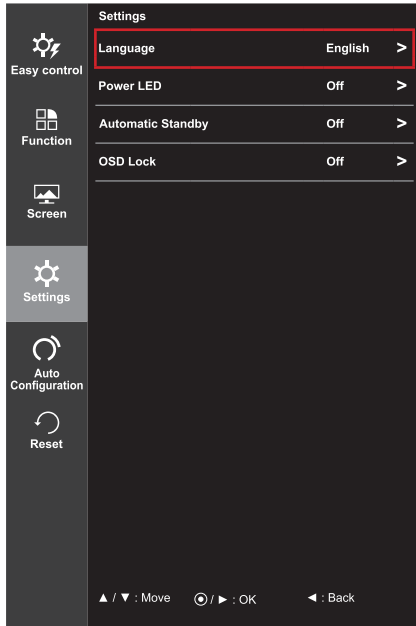 Settings
Easy control
Function
Screen
Settings
Auto
Configuration
Reset
Language English >
Power LED Off >
Automatic Standby Off >
OSD Lock Off >
▲ / ▼ : Move ⦿ / ► : OK ◄ : Back